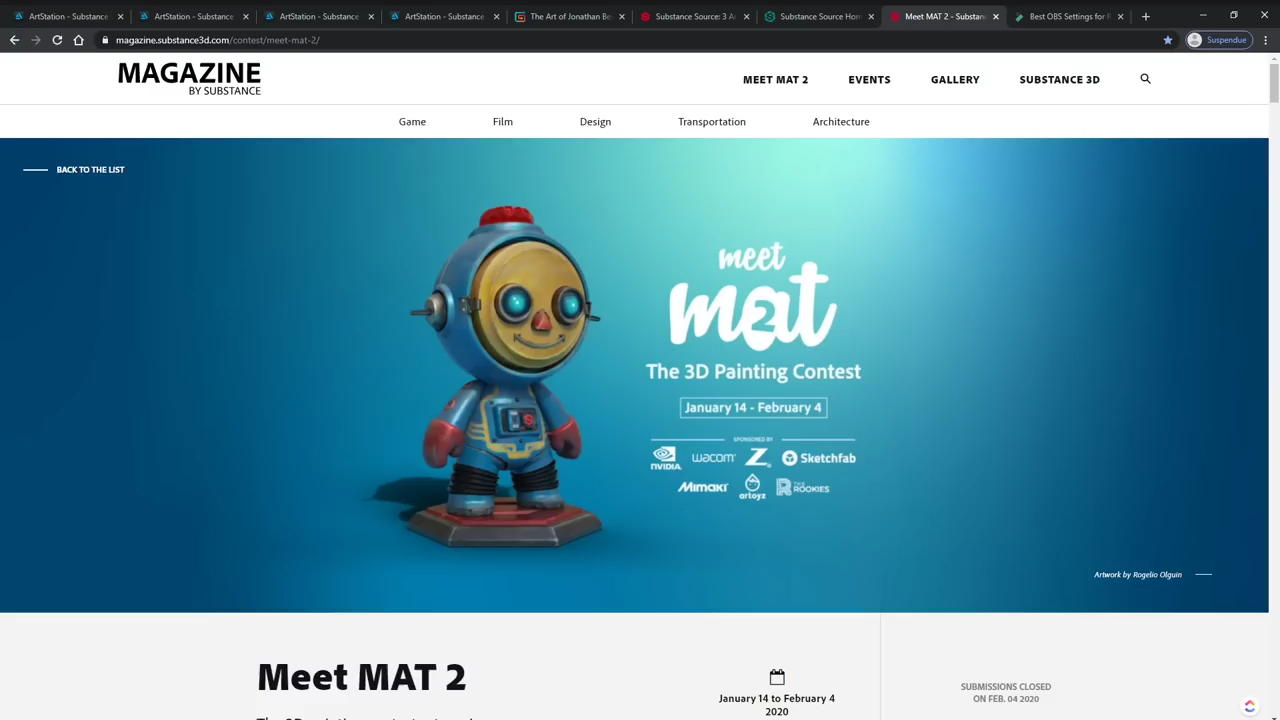 ArtStation - Substance
ArtStation - Substance
ArtStation - Substance
ArtStation - Substance
The Art of Jonathan Be
Substance Source: 3 A
Substance Source Hom
Meet MAT 2 - Substan
Best OBS Settings for R
magazine.substance3d.com/contest/meet-mat-2/
Suspendue
MAGAZINE
BY SUBSTANCE
MEET MAT 2
EVENTS
GALLERY
SUBSTANCE 3D
Game
Film
Design
Transportation
Architecture
BACK TO THE LIST
meet
mat
2
The 3D Painting Contest
January 14 - February 4
SPONSORED BY
NVIDIA
wacom
Z
Sketchfab
Mimaki
artoyz
THE ROOKIES
Artwork by Rogelio Olguin
Meet MAT 2
January 14 to February 4
2020
SUBMISSIONS CLOSED
ON FEB. 04 2020